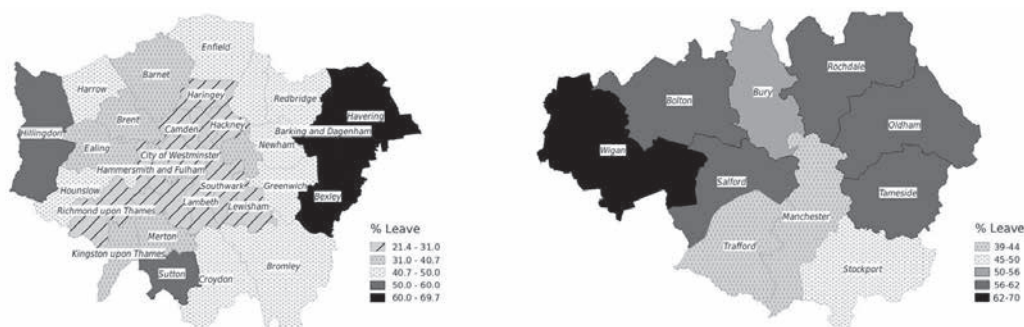 Enfield
Barnet
Harrow
Haringey
Redbridge
Havering
Brent
Hackney
Camden
Hillingdon
Barking and Dagenham
Ealing
Newham
City of Westminster
Hammersmith and Fulham
Hounslow
Southwark
Greenwich
Bexley
Richmond upon Thames
Lambeth
Lewisham
Merton
Kingston upon Thames
Sutton
Croydon
Bromley
% Leave
21.4 - 31.0
31.0 - 40.7
40.7 - 50.0
50.0 - 60.0
60.0 - 69.7
Rochdale
Bolton
Bury
Oldham
Wigan
Salford
Tameside
Manchester
Trafford
Stockport
% Leave
39-44
45-50
50-56
56-62
62-70